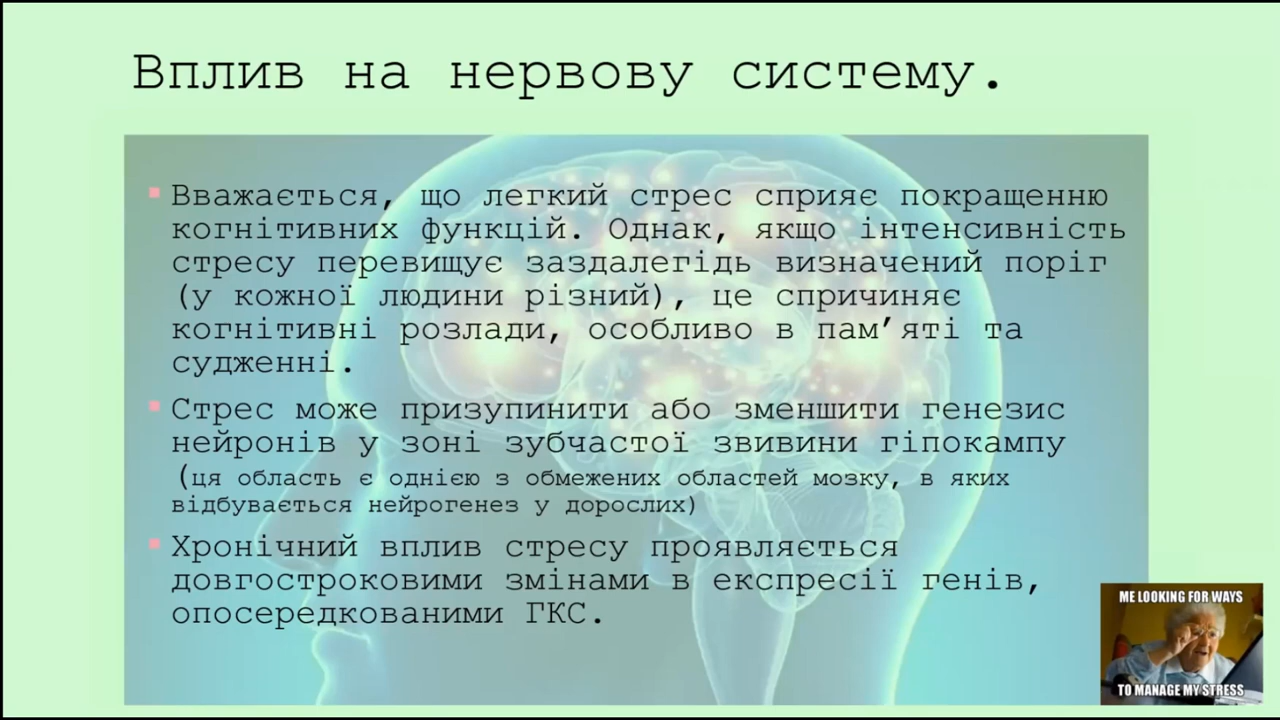 Вплив на нервову систему.
Вважається, що легкий стрес сприяє покращенню
когнітивних функцій. Однак, якщо інтенсивність
стресу перевищує заздалегідь визначений поріг
(у кожної людини різний), це спричиняє
когнітивні розлади, особливо в пам’яті та
судженні.
Стрес може призупинити або зменшити генезис
нейронів у зоні зубчастої звивини гіпокампу
(ця область є однією з обмежених областей мозку, в яких
відбувається нейрогенез у дорослих)
Хронічний вплив стресу проявляється
довгостроковими змінами в експресії генів,
опосередкованими ГКС.
ME LOOKING FOR WAYS
TO MANAGE MY STRESS